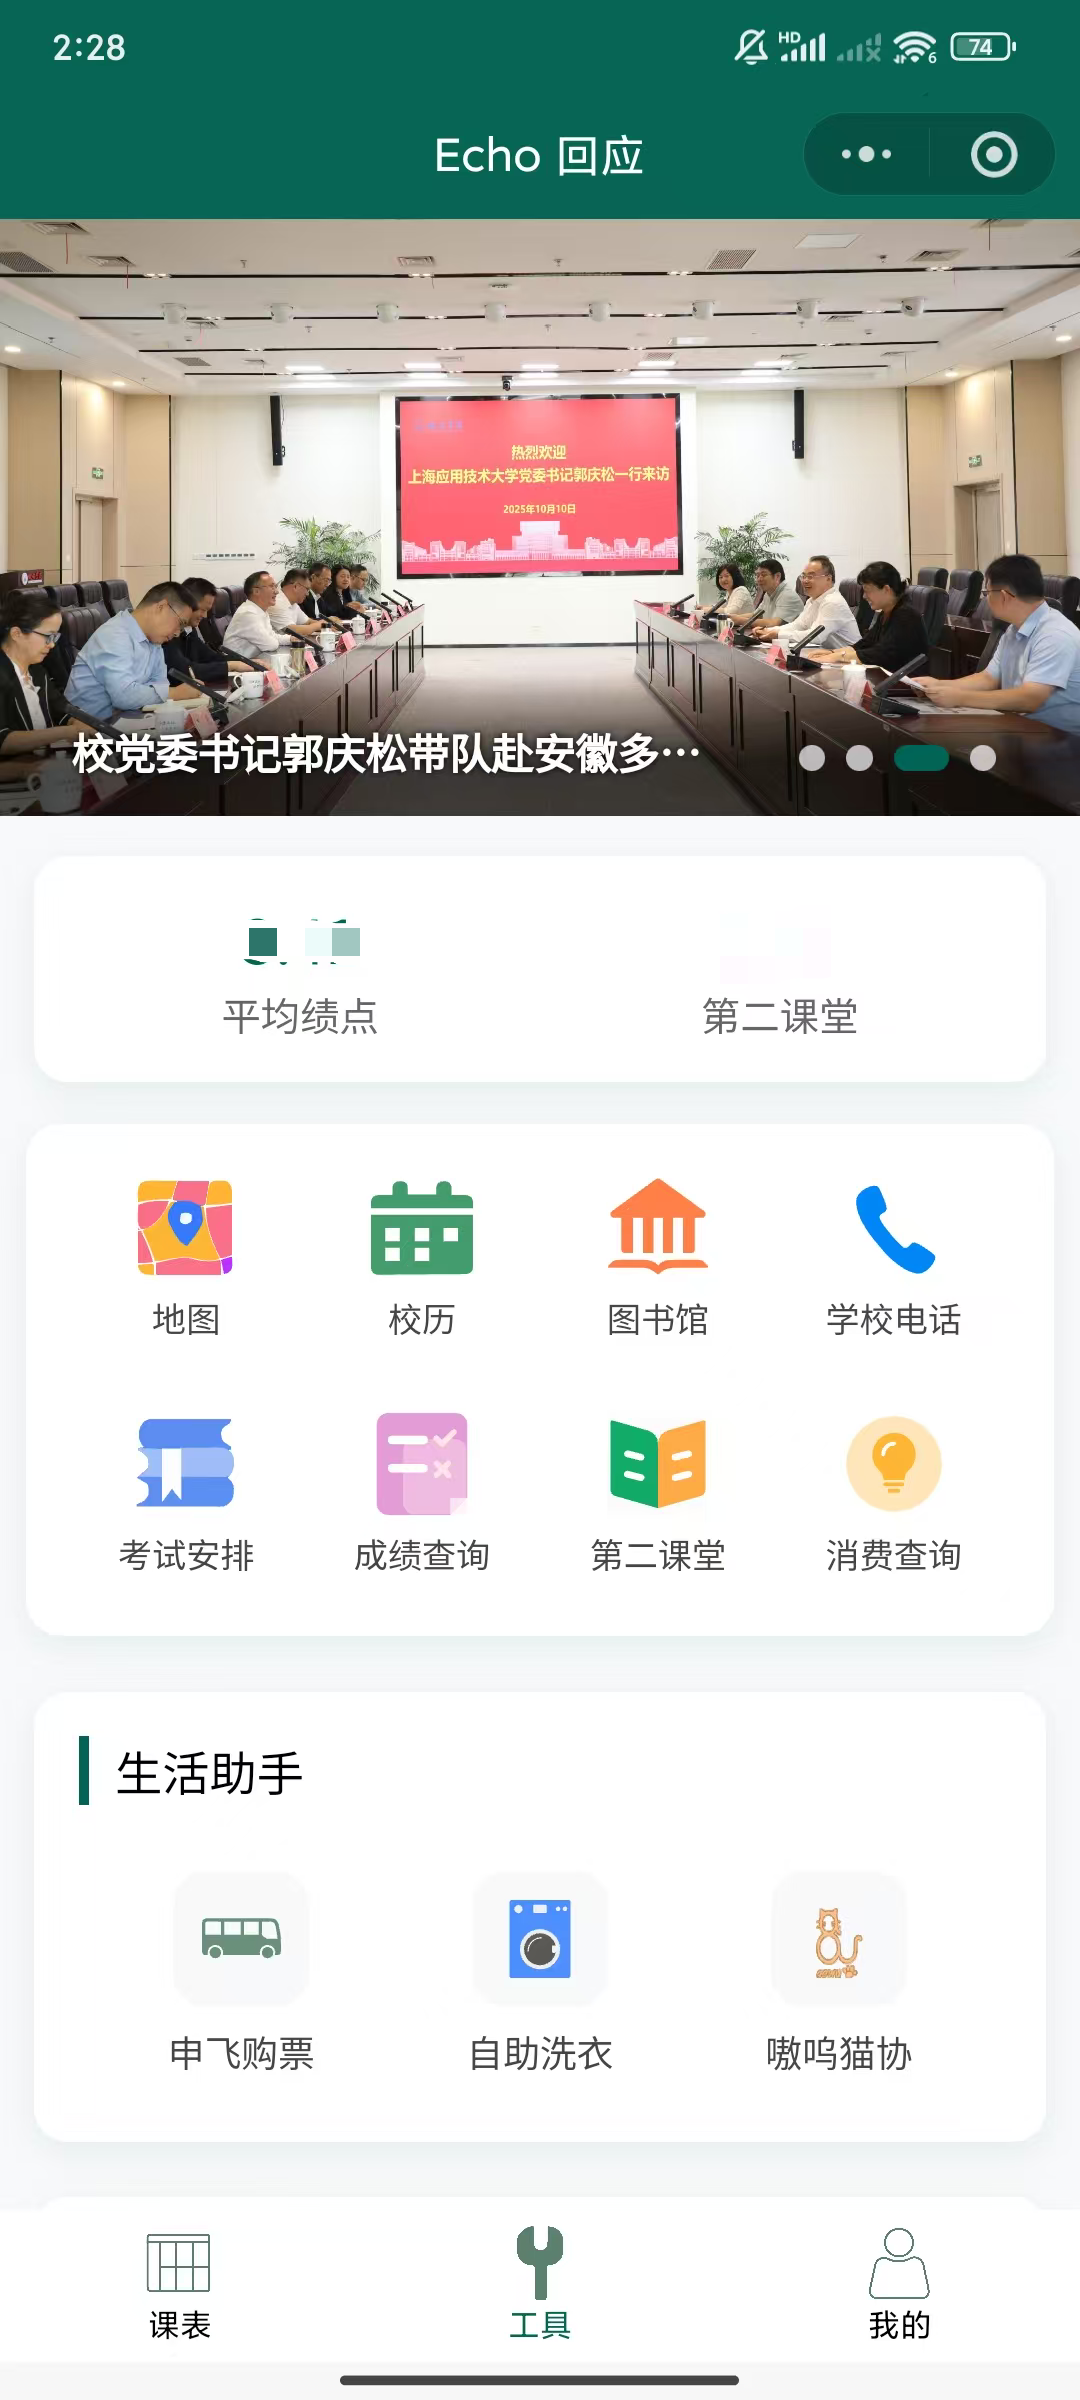 2:28
HD
6
74
Echo 回应
热烈欢迎
上海应用技术大学党委书记郭庆松一行来访
2025年10月10日
校党委书记郭庆松带队赴安徽多…
平均绩点
第二课堂
地图
校历
图书馆
学校电话
考试安排
成绩查询
第二课堂
消费查询
生活助手
申飞购票
自助洗衣
嗷呜猫协
课表
工具
我的